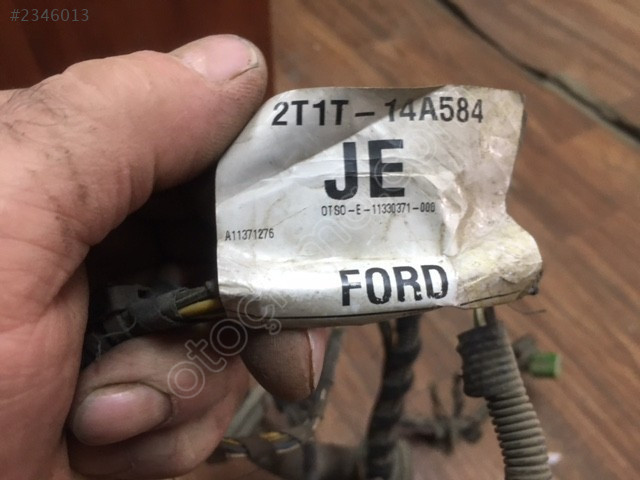 #2346013
2T1T-14A584
JE
OTSO-E-11330371-000
A11371276
FORD